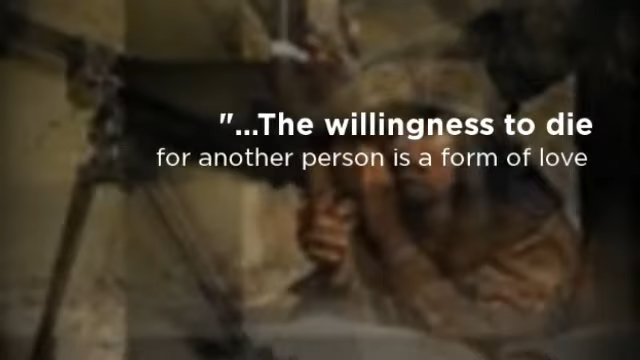 "...The willingness to die
for another person is a form of love